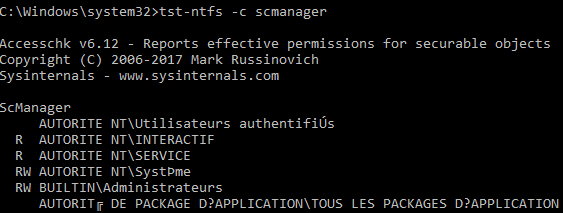 C:\Windows\system32>tst-ntfs -c scmanager
Accesschk v6.12 - Reports effective permissions for securable objects
Copyright (C) 2006-2017 Mark Russinovich
Sysinternals - www.sysinternals.com
ScManager
AUTORITE NT\Utilisateurs authentifiÚs
R AUTORITE NT\INTERACTIF
R AUTORITE NT\SERVICE
RW AUTORITE NT\SystÞme
RW BUILTIN\Administrateurs
AUTORIT╔ DE PACKAGE D?APPLICATION\TOUS LES PACKAGES D?APPLICATION